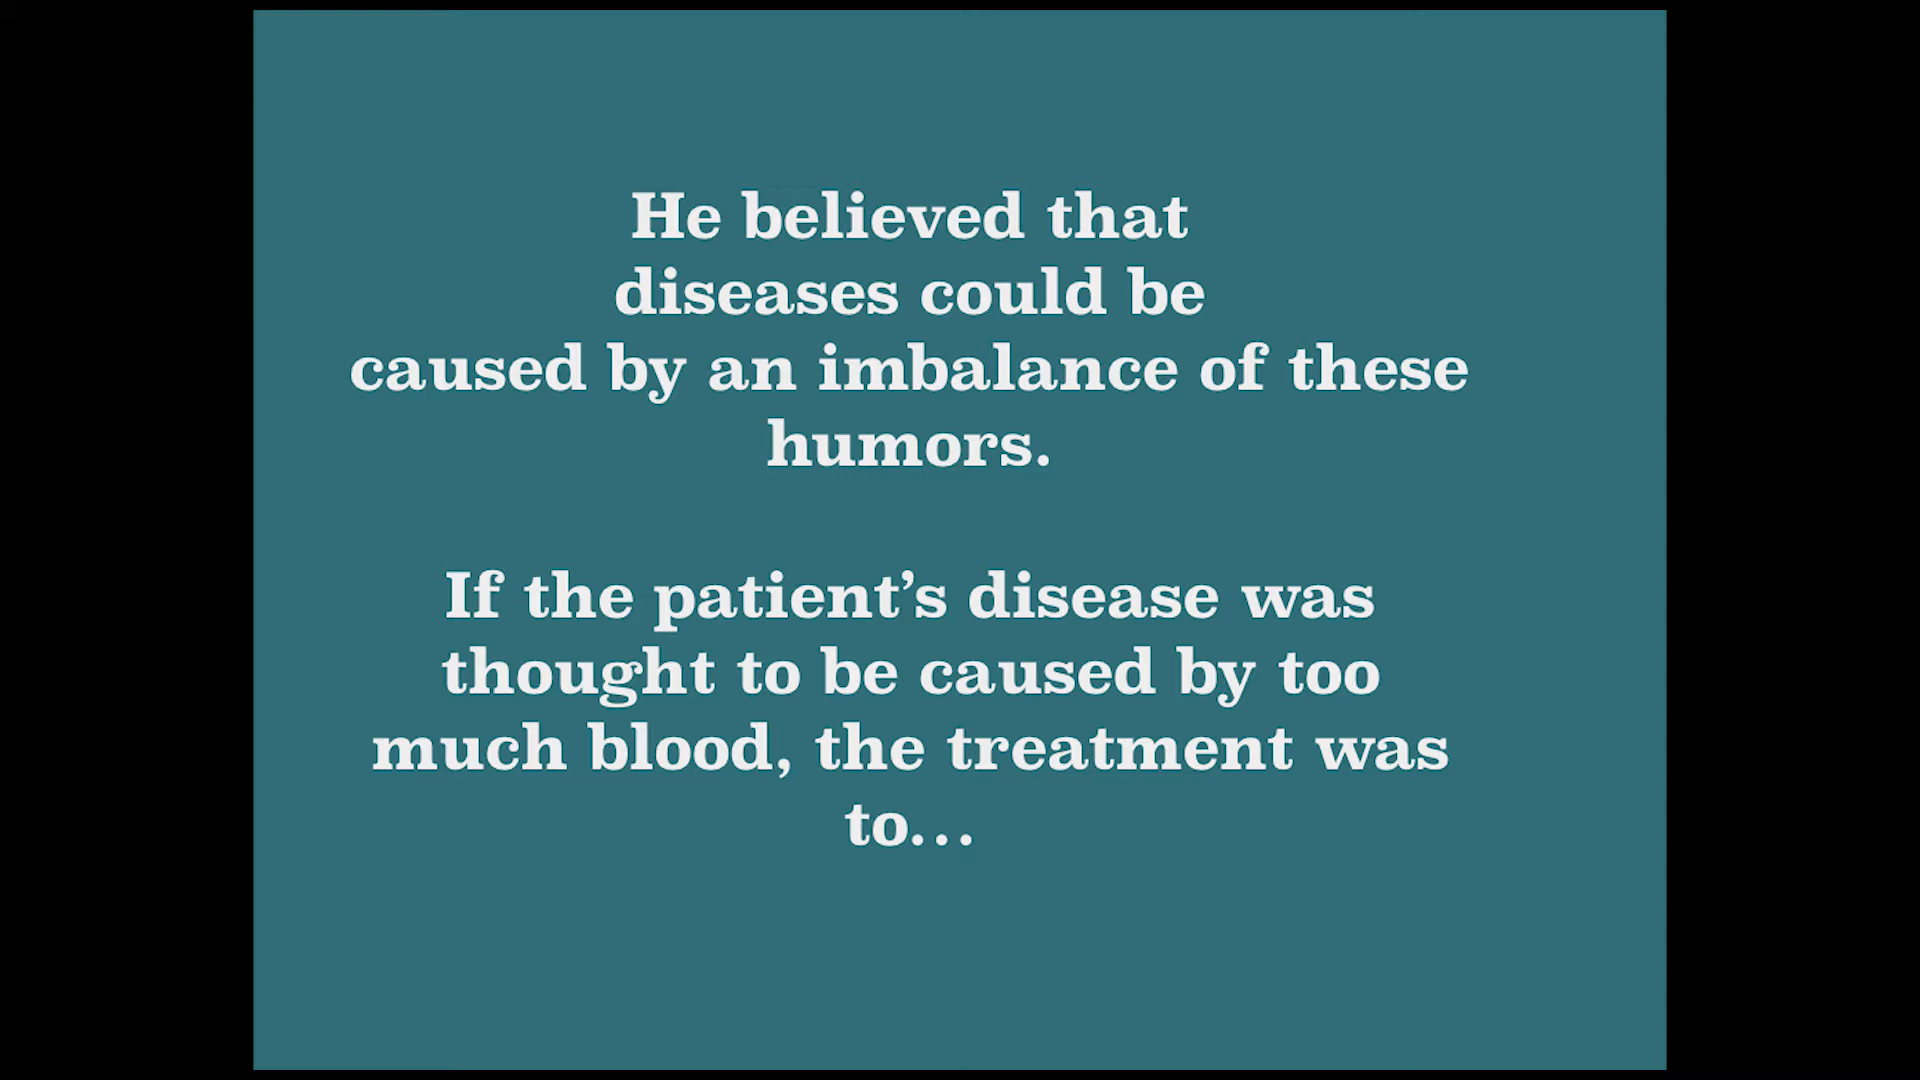 He believed that
diseases could be
caused by an imbalance of these
humors.
If the patient’s disease was
thought to be caused by too
much blood, the treatment was
to...